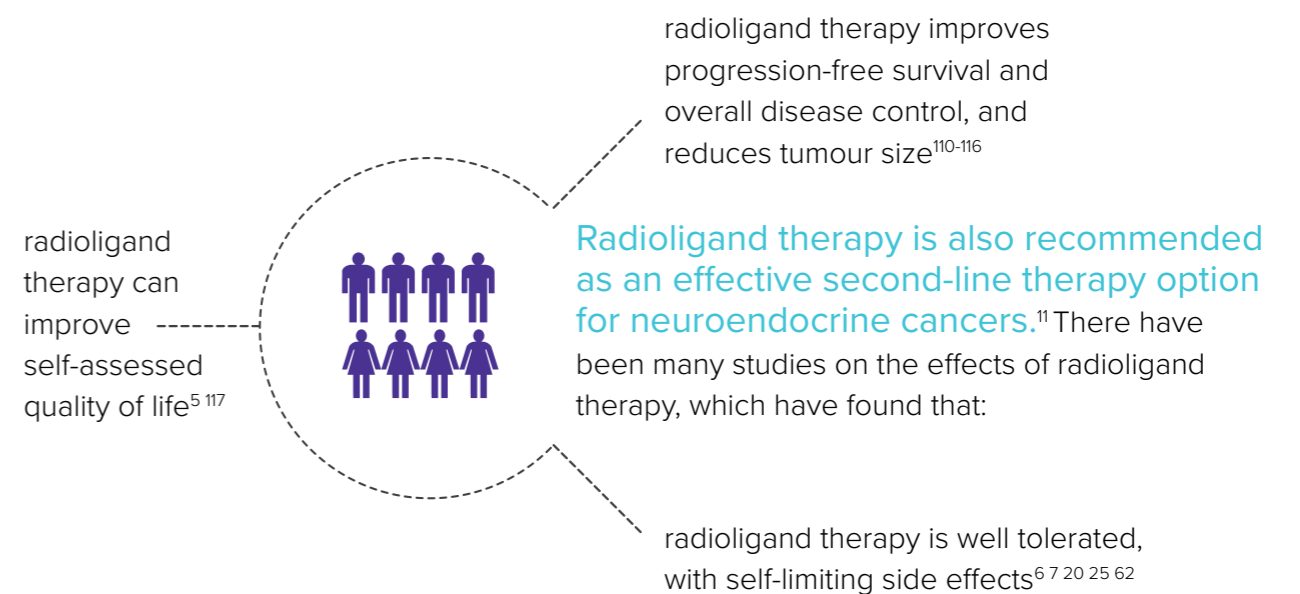 radioligand therapy improves
progression-free survival and
overall disease control, and
reduces tumour size110-116
radioligand
therapy can
improve
self-assessed
quality of life5 117
Radioligand therapy is also recommended
as an effective second-line therapy option
for neuroendocrine cancers.11 There have
been many studies on the effects of radioligand
therapy, which have found that:
radioligand therapy is well tolerated,
with self-limiting side effects6 7 20 25 62